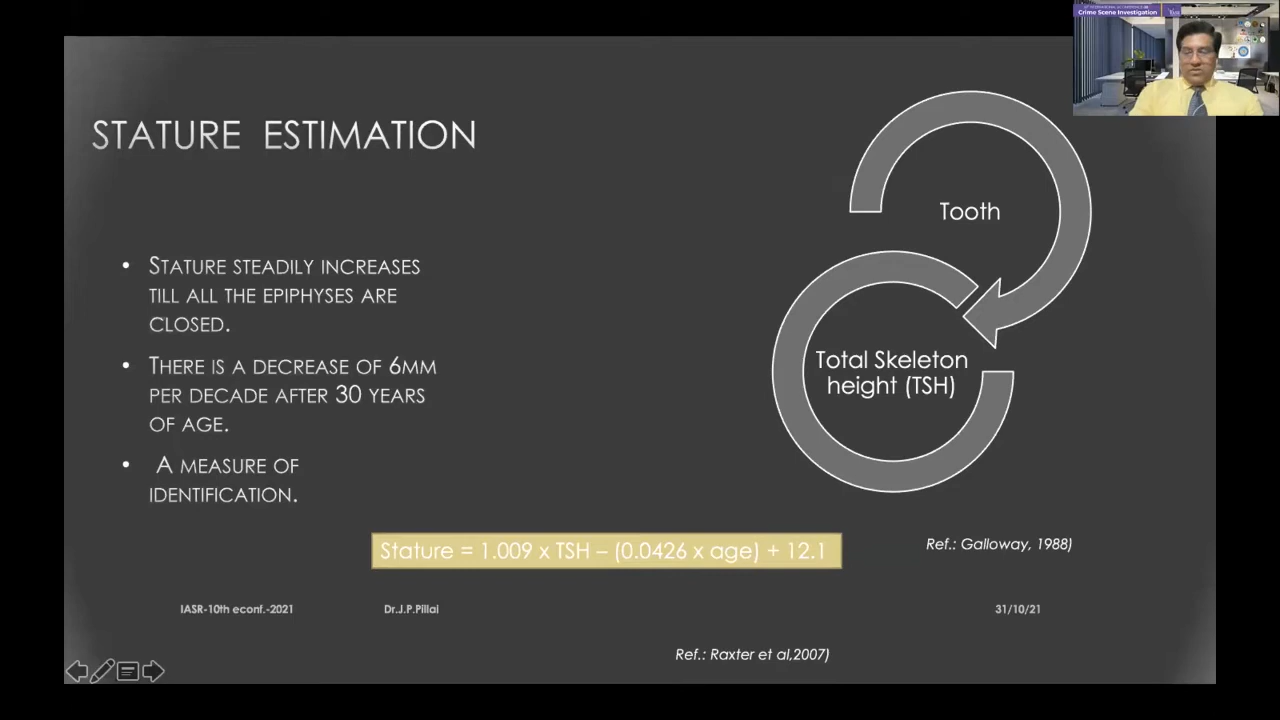 Crime Scene Investigation
STATURE ESTIMATION
Tooth
• STATURE STEADILY INCREASES
TILL ALL THE EPIPHYSES ARE
CLOSED.
• THERE IS A DECREASE OF 6MM
PER DECADE AFTER 30 YEARS
OF AGE.
• A MEASURE OF
IDENTIFICATION.
Total Skeleton
height (TSH)
Stature = 1.009 x TSH – (0.0426 x age) + 12.1
Ref.: Galloway, 1988)
IASR-10th econf.-2021 Dr.J.P.Pillai 31/10/21
Ref.: Raxter et al,2007)